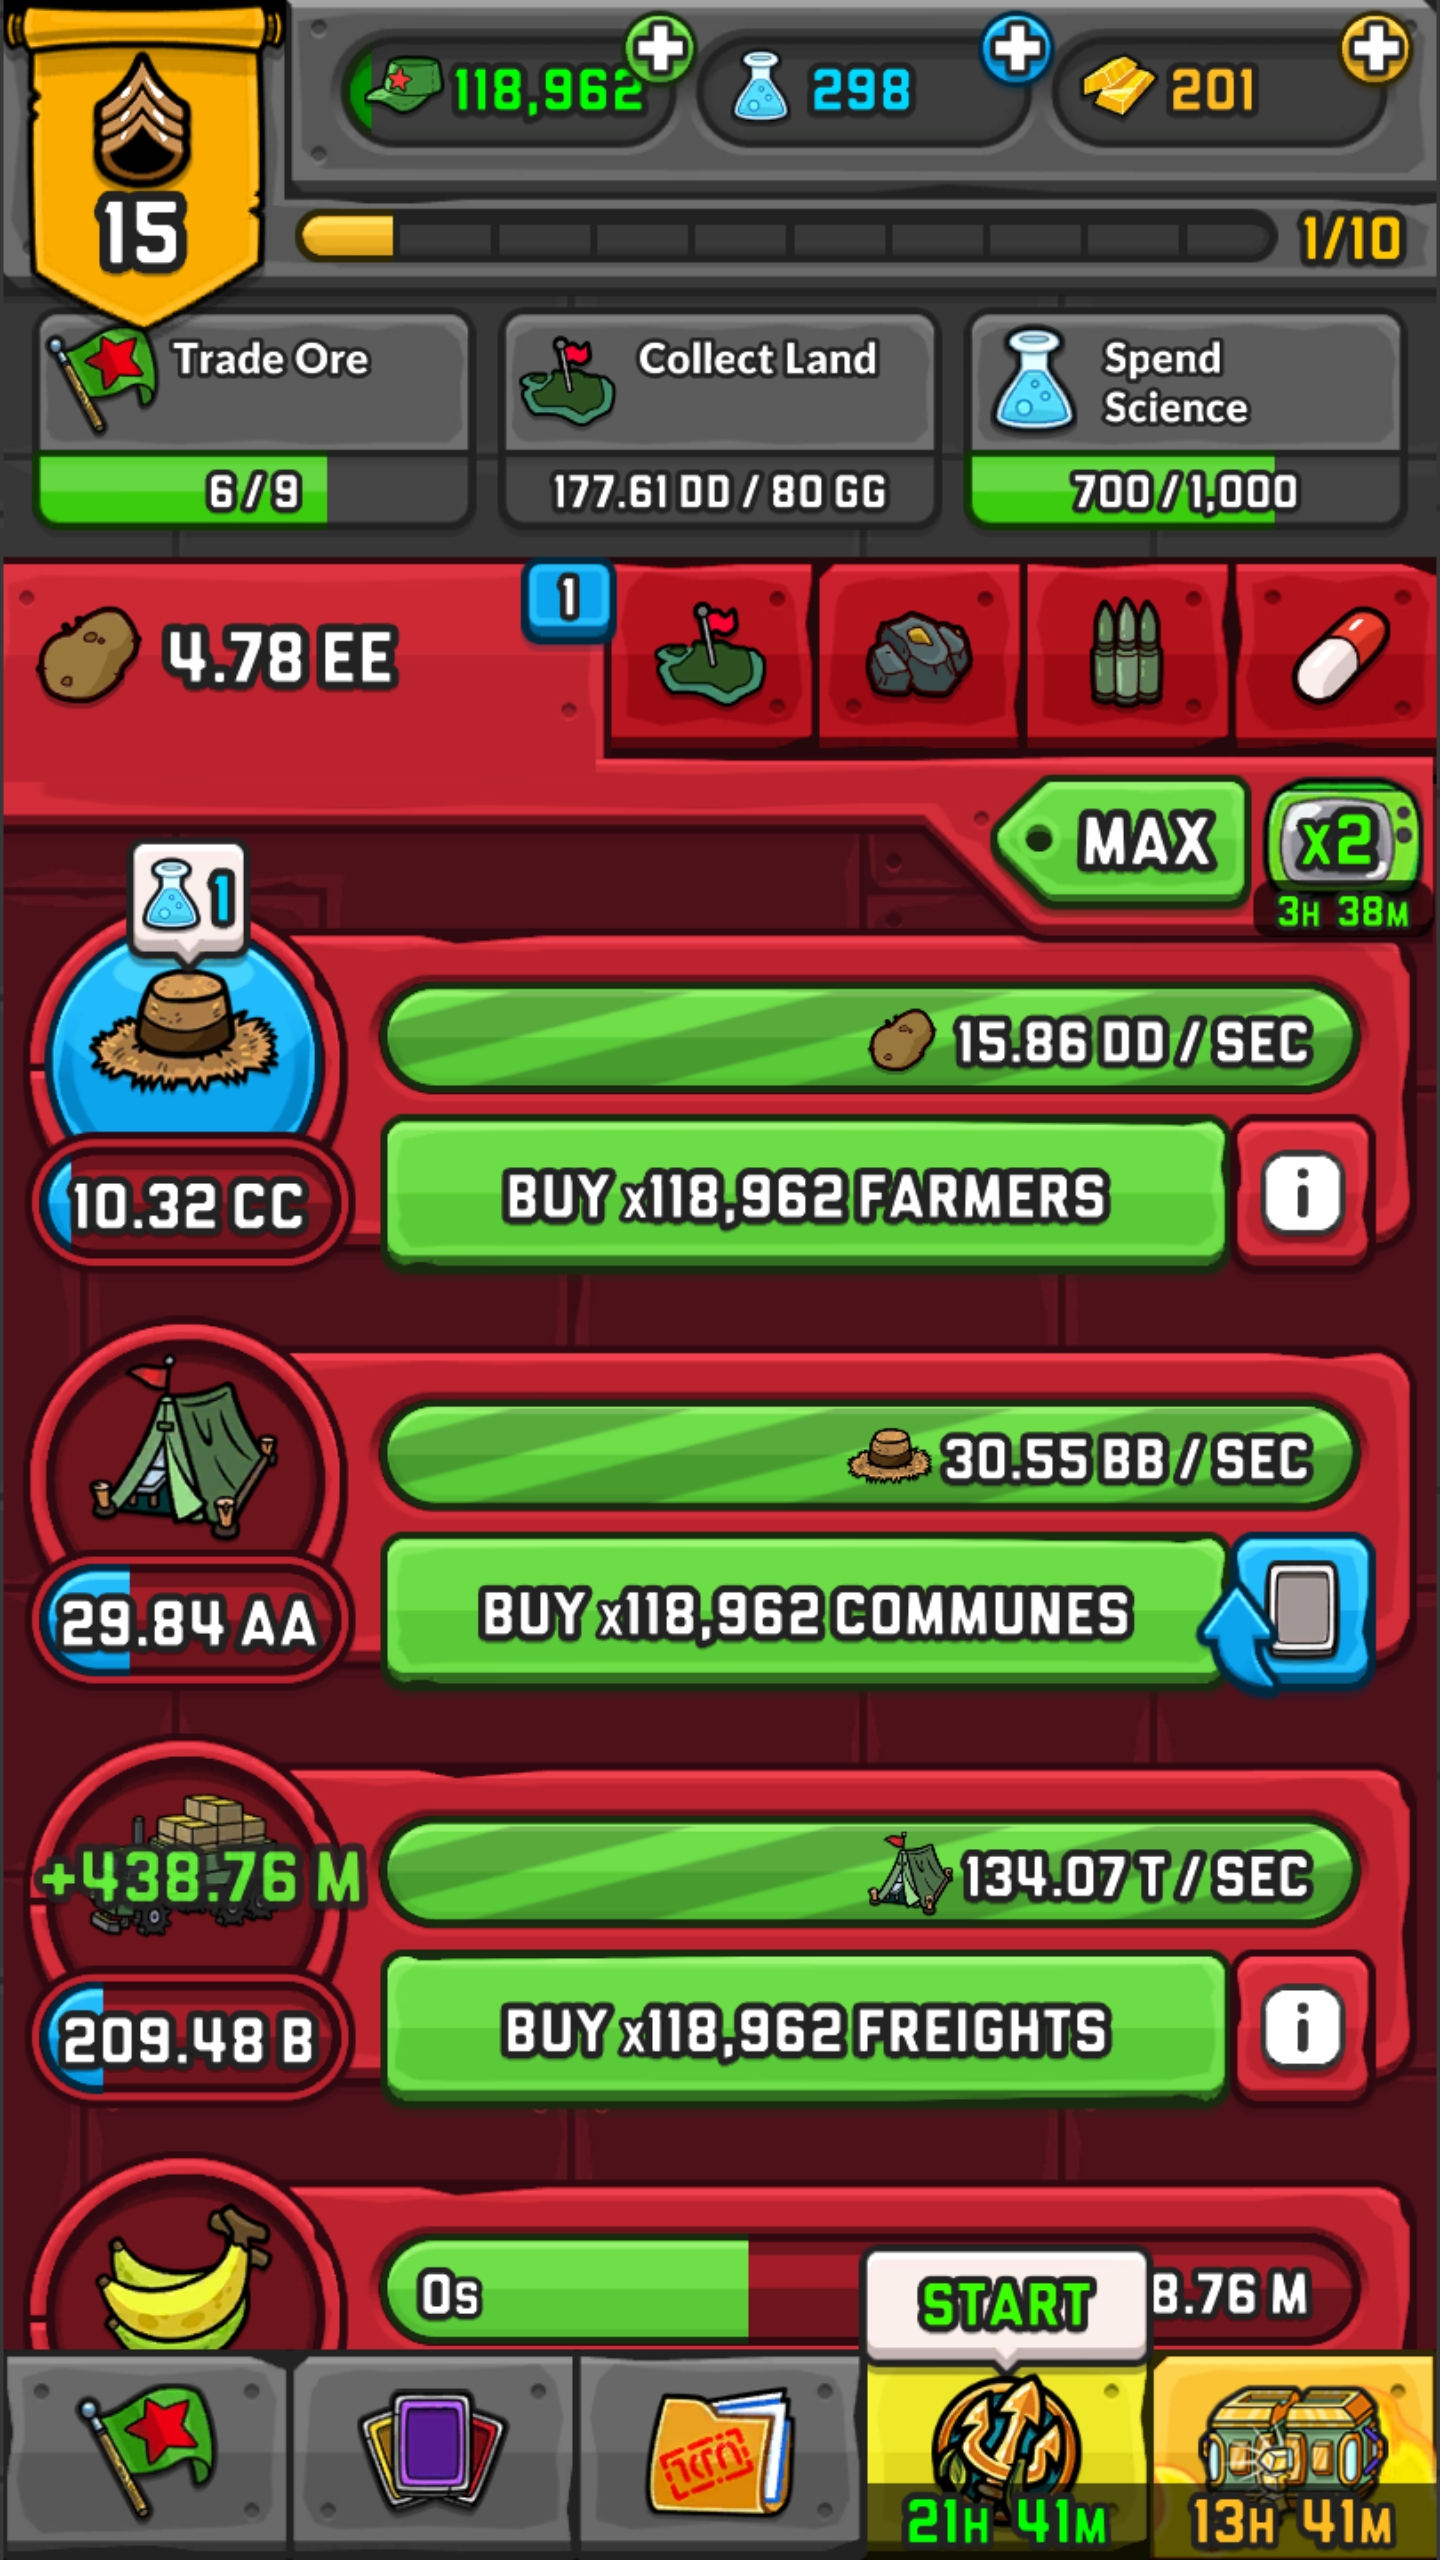 118,962
298
201
15
1/10
Trade Ore
6/9
Collect Land
177.61 DD / 80 GG
Spend
Science
700/1,000
4.78 EE
1
MAX
x2
3H 38M
1
15.86 DD / SEC
10.32 CC
BUY x118,962 FARMERS
i
30.55 BB / SEC
29.84 AA
BUY x118,962 COMMUNES
+438.76 M
134.07 T / SEC
209.48 B
BUY x118,962 FREIGHTS
i
0s
8.76 M
START
21H 41M
13H 41M